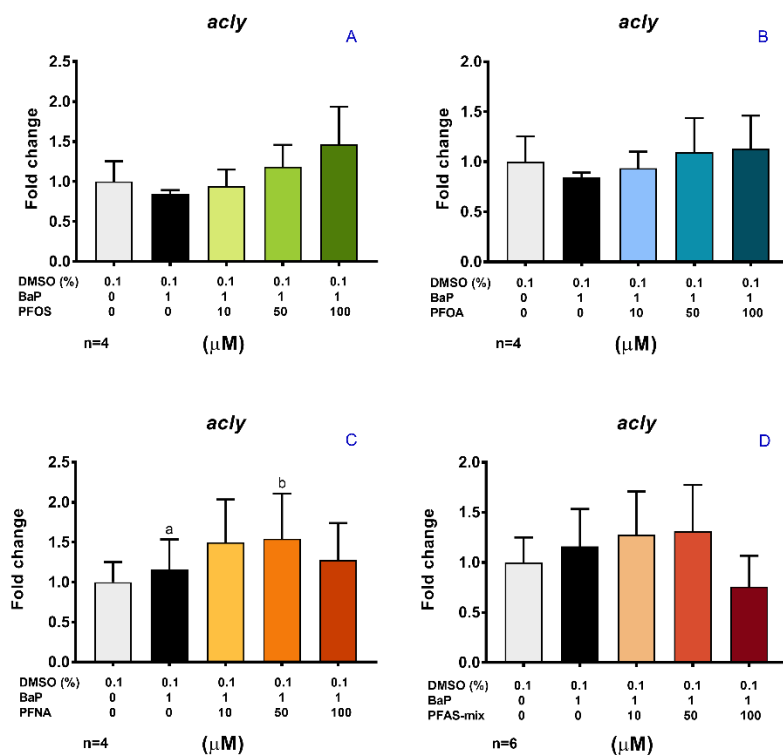 acly
A
2.5
2.0
1.5
1.0
0.5
0.0
Fold change
DMSO (%) 0.1 0.1 0.1 0.1 0.1
BaP 0 1 1 1 1
PFOS 0 0 10 50 100
n=4 (μM)
acly
B
2.0
1.5
1.0
0.5
0.0
Fold change
DMSO (%) 0.1 0.1 0.1 0.1 0.1
BaP 0 1 1 1 1
PFOA 0 0 10 50 100
n=4 (μM)
acly
C
2.5
2.0
1.5
1.0
0.5
0.0
Fold change
a
b
DMSO (%) 0.1 0.1 0.1 0.1 0.1
BaP 0 1 1 1 1
PFNA 0 0 10 50 100
n=4 (μM)
acly
D
2.0
1.5
1.0
0.5
0.0
Fold change
DMSO (%) 0.1 0.1 0.1 0.1 0.1
BaP 0 1 1 1 1
PFAS-mix 0 0 10 50 100
n=6 (μM)